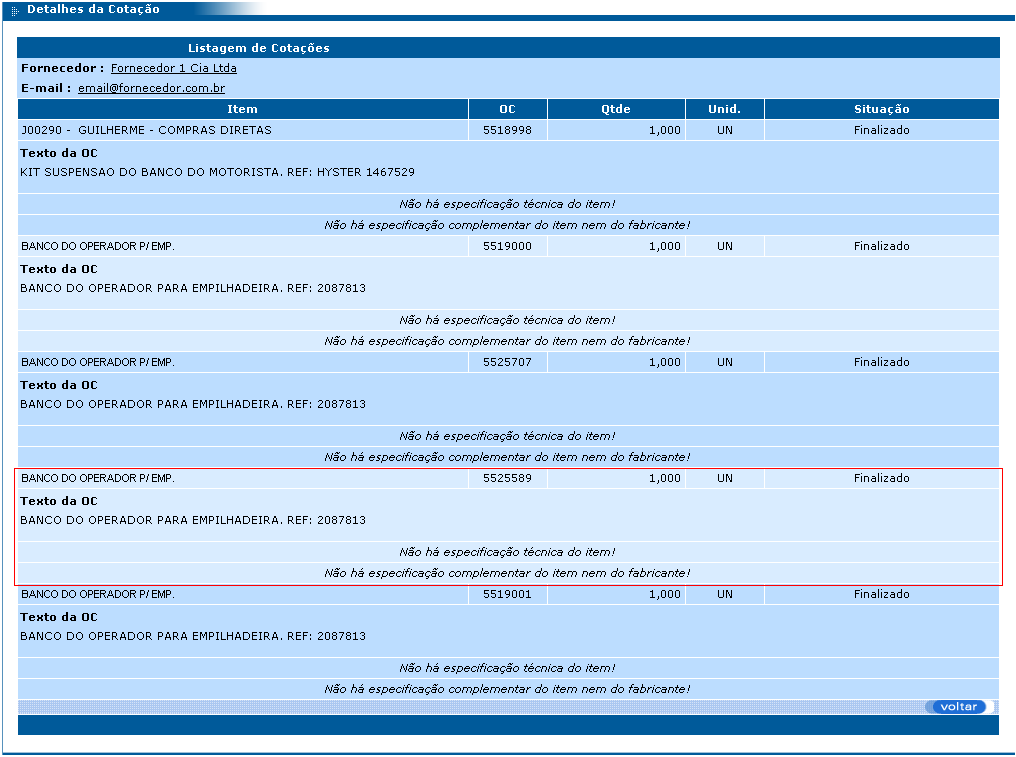 Detalhes da Cotação
Listagem de Cotações
Fornecedor : Fornecedor 1 Cia Ltda
E-mail : email@fornecedor.com.br
Item OC Qtde Unid. Situação
J00290 - GUILHERME - COMPRAS DIRETAS 5518998 1,000 UN Finalizado
Texto da OC
KIT SUSPENSAO DO BANCO DO MOTORISTA. REF: HYSTER 1467529
Não há especificação técnica do item!
Não há especificação complementar do item nem do fabricante!
BANCO DO OPERADOR P/ EMP. 5519000 1,000 UN Finalizado
Texto da OC
BANCO DO OPERADOR PARA EMPILHADEIRA. REF: 2087813
Não há especificação técnica do item!
Não há especificação complementar do item nem do fabricante!
BANCO DO OPERADOR P/ EMP. 5525707 1,000 UN Finalizado
Texto da OC
BANCO DO OPERADOR PARA EMPILHADEIRA. REF: 2087813
Não há especificação técnica do item!
Não há especificação complementar do item nem do fabricante!
BANCO DO OPERADOR P/ EMP. 5525589 1,000 UN Finalizado
Texto da OC
BANCO DO OPERADOR PARA EMPILHADEIRA. REF: 2087813
Não há especificação técnica do item!
Não há especificação complementar do item nem do fabricante!
BANCO DO OPERADOR P/ EMP. 5519001 1,000 UN Finalizado
Texto da OC
BANCO DO OPERADOR PARA EMPILHADEIRA. REF: 2087813
Não há especificação técnica do item!
Não há especificação complementar do item nem do fabricante!
voltar